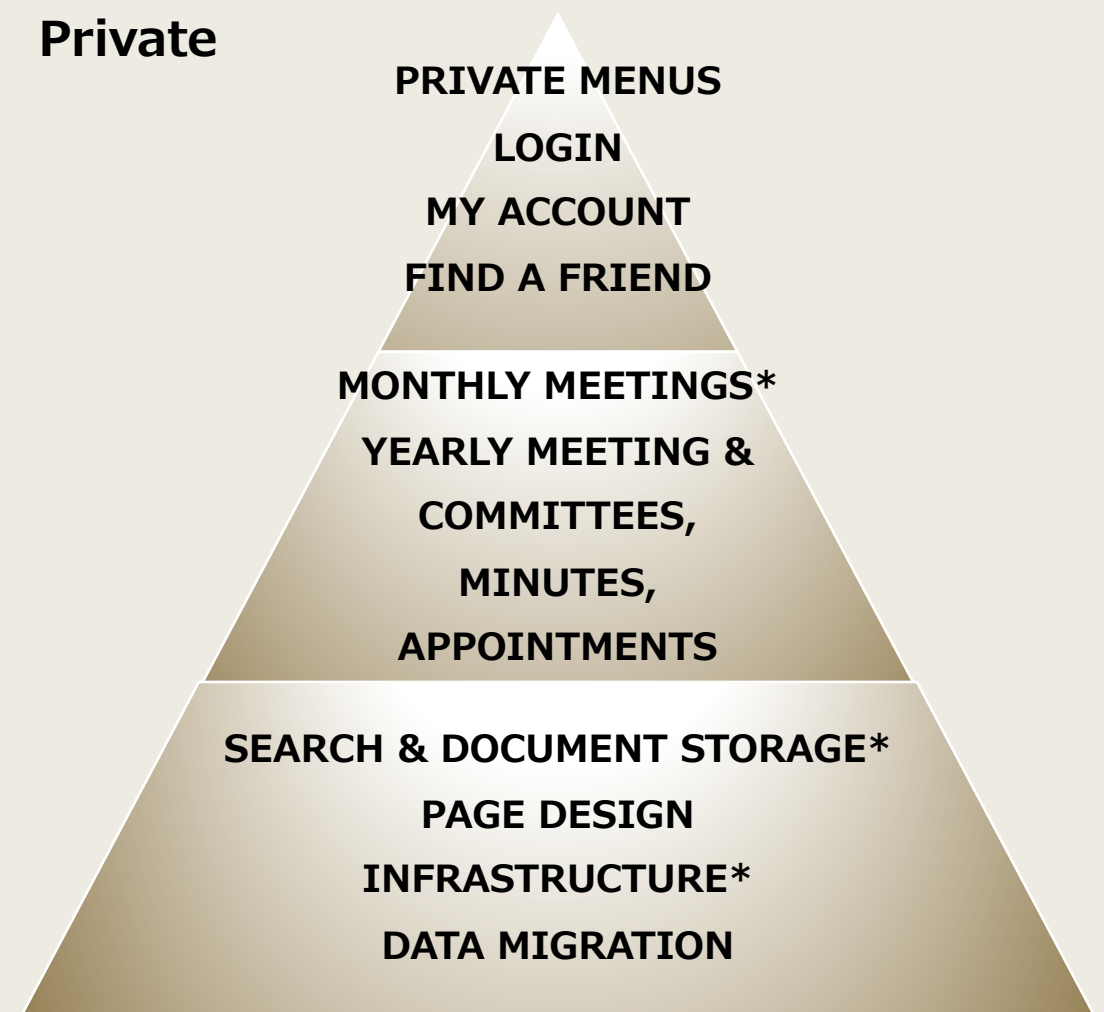 Private
PRIVATE MENUS
LOGIN
MY ACCOUNT
FIND A FRIEND
MONTHLY MEETINGS*
YEARLY MEETING &
COMMITTEES,
MINUTES,
APPOINTMENTS
SEARCH & DOCUMENT STORAGE*
PAGE DESIGN
INFRASTRUCTURE*
DATA MIGRATION